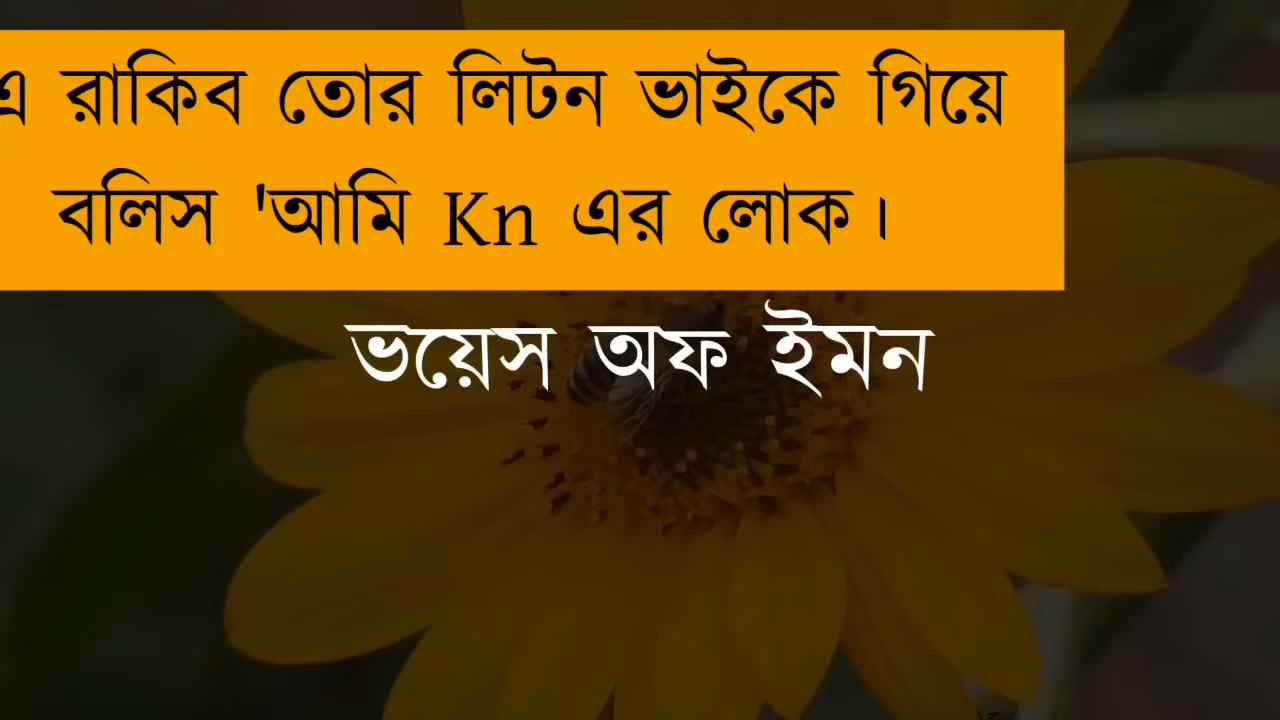 এ রাকিব তোর লিটন ভাইকে গিয়ে
বলিস 'আমি Kn এর লোক।
ভয়েস অফ ইমন